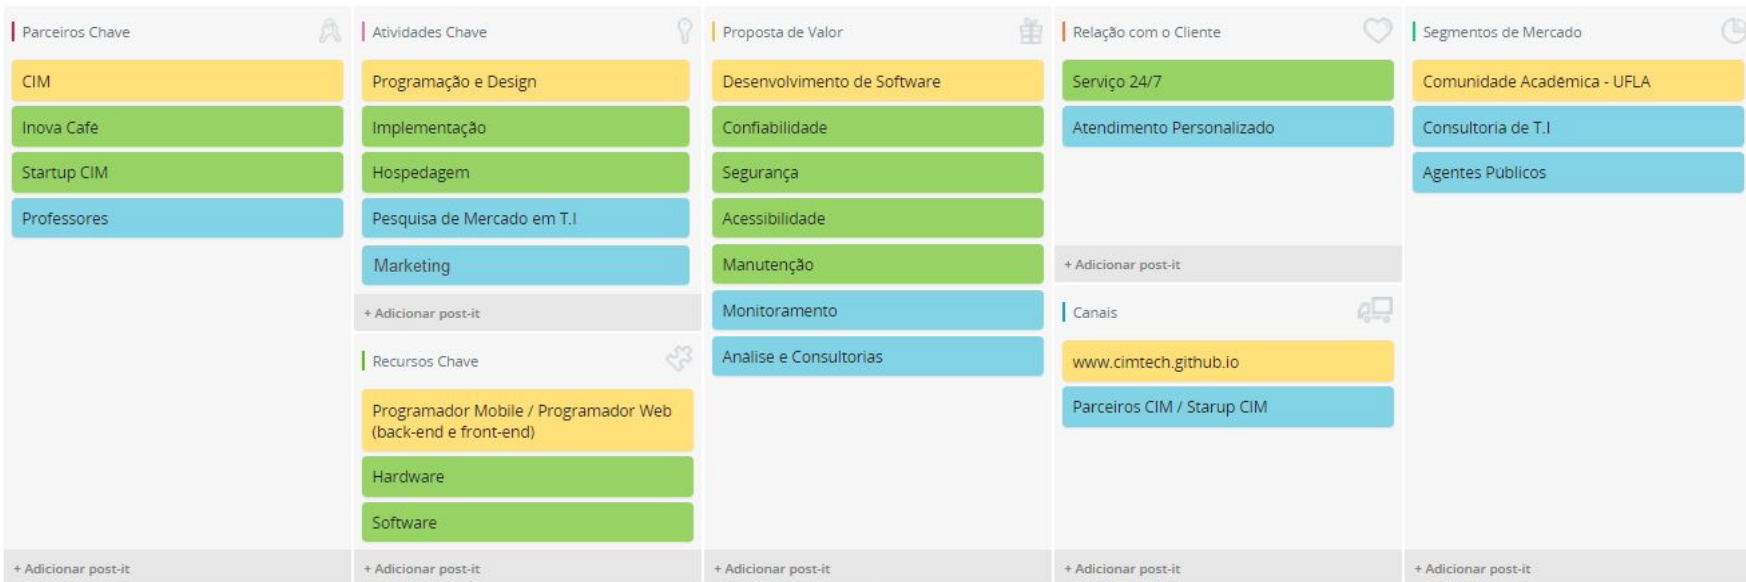 Parceiros Chave
CIM
Inova Café
Startup CIM
Professores
+ Adicionar post-it
Atividades Chave
Programação e Design
Implementação
Hospedagem
Pesquisa de Mercado em T.I
Marketing
+ Adicionar post-it
Recursos Chave
Programador Mobile / Programador Web
(back-end e front-end)
Hardware
Software
+ Adicionar post-it
Proposta de Valor
Desenvolvimento de Software
Confiabilidade
Segurança
Acessibilidade
Manutenção
Monitoramento
Análise e Consultorias
+ Adicionar post-it
Relação com o Cliente
Serviço 24/7
Atendimento Personalizado
+ Adicionar post-it
Canais
www.cimtech.github.io
Parceiros CIM / Starup CIM
+ Adicionar post-it
Segmentos de Mercado
Comunidade Acadêmica - UFLA
Consultoria de T.I
Agentes Públicos
+ Adicionar post-it